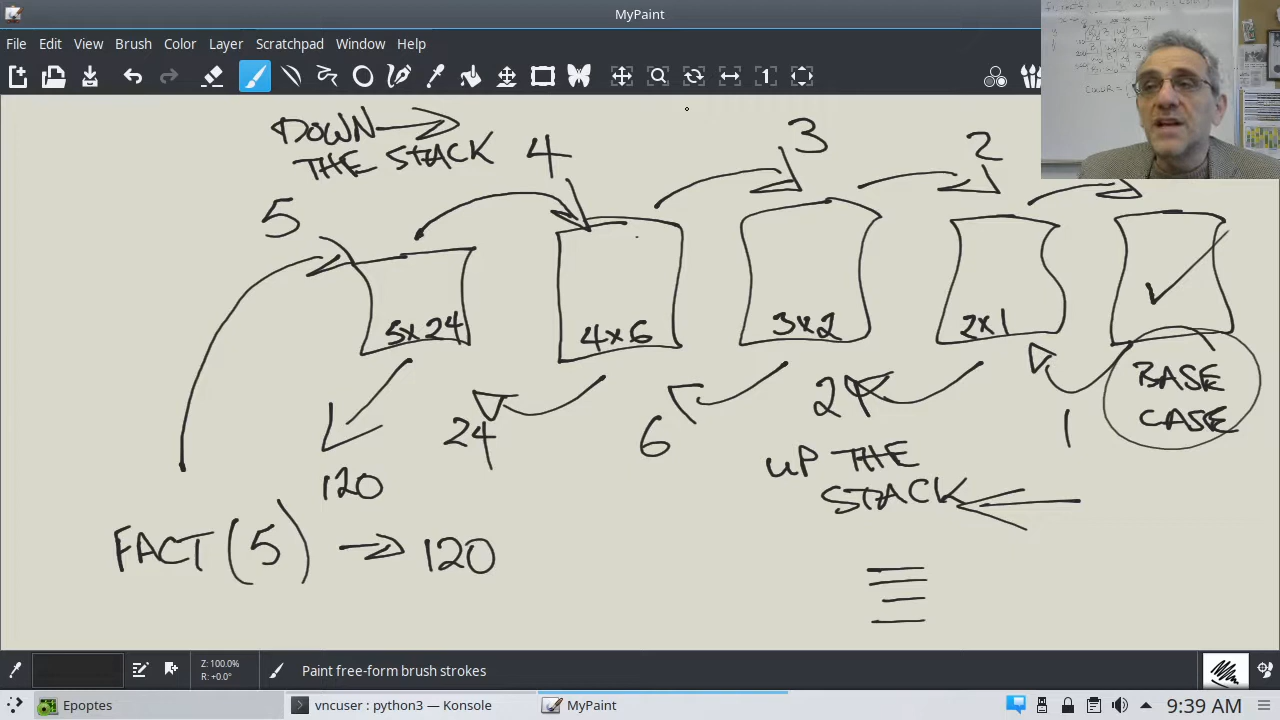 MyPaint
File Edit View Brush Color Layer Scratchpad Window Help
DOWN
THE STACK
4
3
2
5
5x24
4x6
3x2
2x1
BASE
CASE
24
6
2
1
120
UP THE
STACK
FACT(5) → 120
Z: 100.0%
R: +0.0°
Paint free-form brush strokes
Epoptes
vncuser : python3 — Konsole
MyPaint
9:39 AM